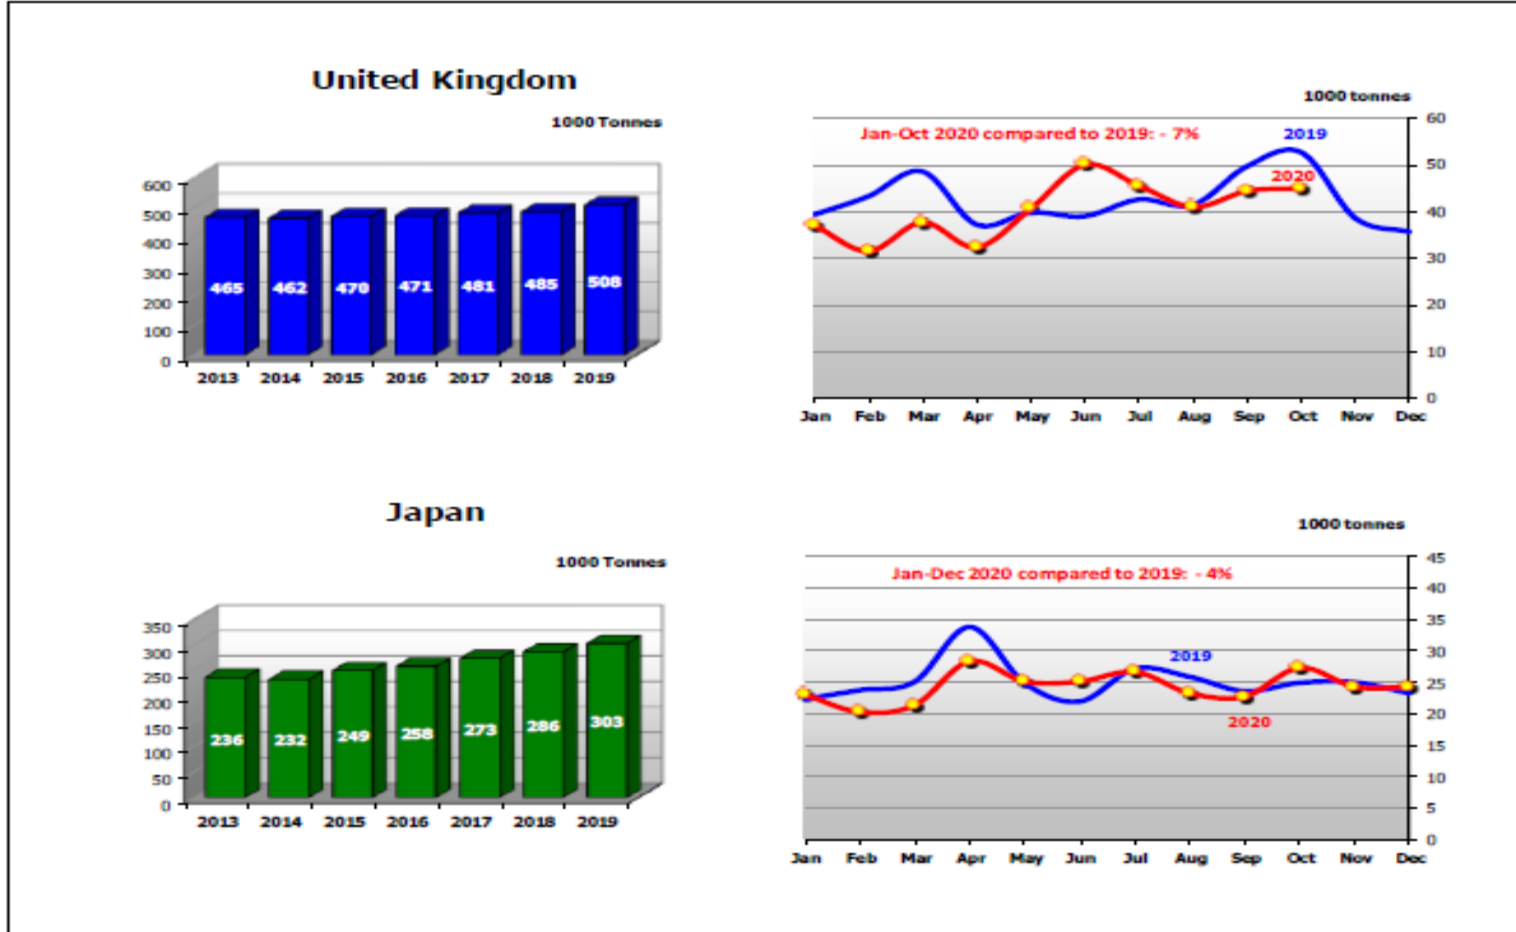 United Kingdom
1000 Tonnes
600
500
400
300
200
100
0
465 462 470 471 481 485 508
2013 2014 2015 2016 2017 2018 2019
1000 tonnes
Jan-Oct 2020 compared to 2019: - 7%
2019
2020
60
50
40
30
20
10
0
Jan Feb Mar Apr May Jun Jul Aug Sep Oct Nov Dec
Japan
1000 Tonnes
350
300
250
200
150
100
50
0
236 232 249 258 273 286 303
2013 2014 2015 2016 2017 2018 2019
1000 tonnes
Jan-Dec 2020 compared to 2019: - 4%
2019
2020
45
40
35
30
25
20
15
10
5
0
Jan Feb Mar Apr May Jun Jul Aug Sep Oct Nov Dec